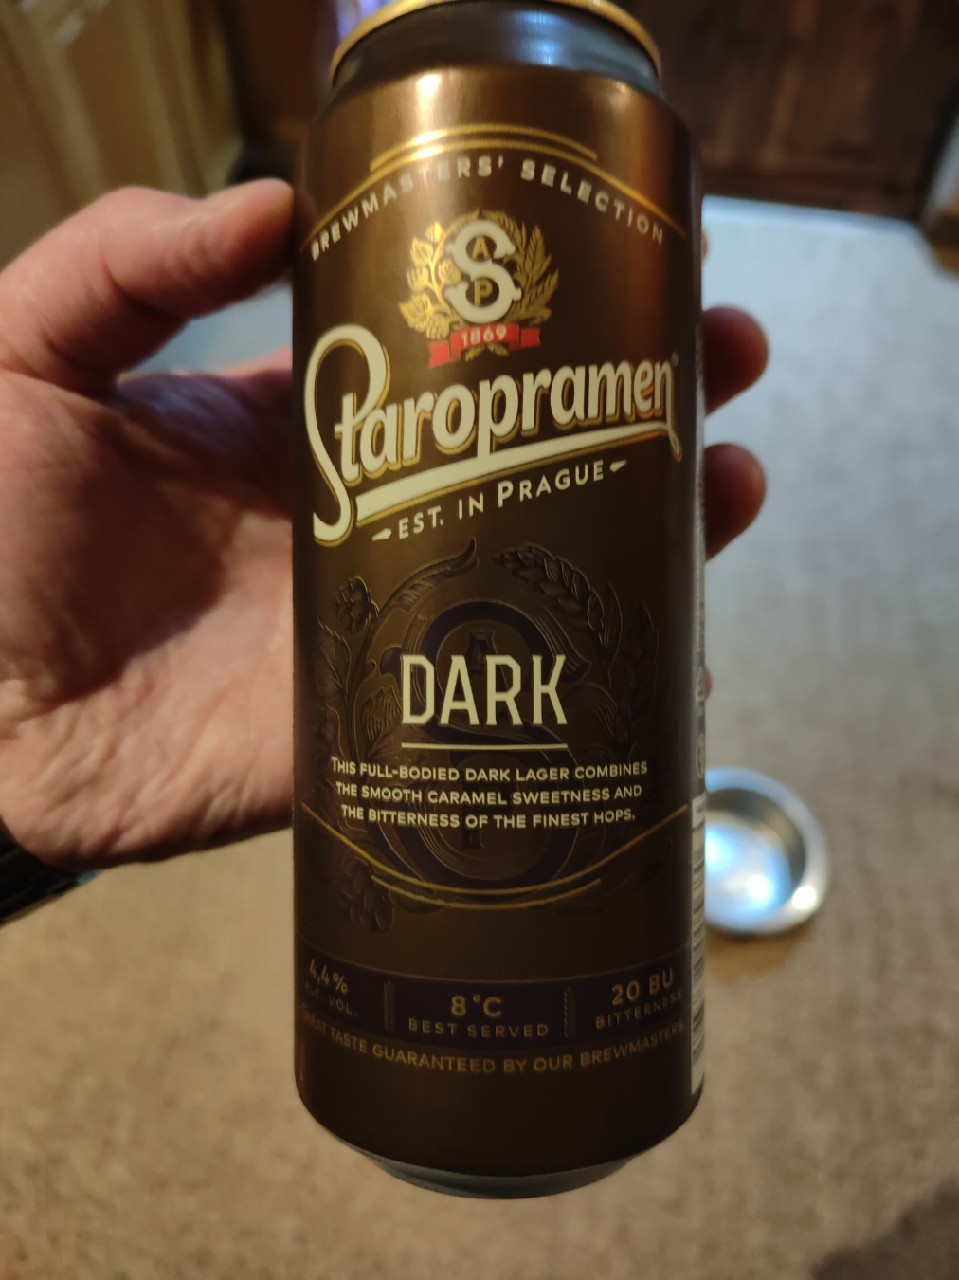 BREWMASTERS' SELECTION
S
A
P
1869
Staropramen
EST. IN PRAGUE
DARK
THIS FULL-BODIED DARK LAGER COMBINES
THE SMOOTH CARAMEL SWEETNESS AND
THE BITTERNESS OF THE FINEST HOPS.
4,4%
ALC. VOL.
8°C
BEST SERVED
20 BU
BITTERNESS
GREAT TASTE GUARANTEED BY OUR BREWMASTERS